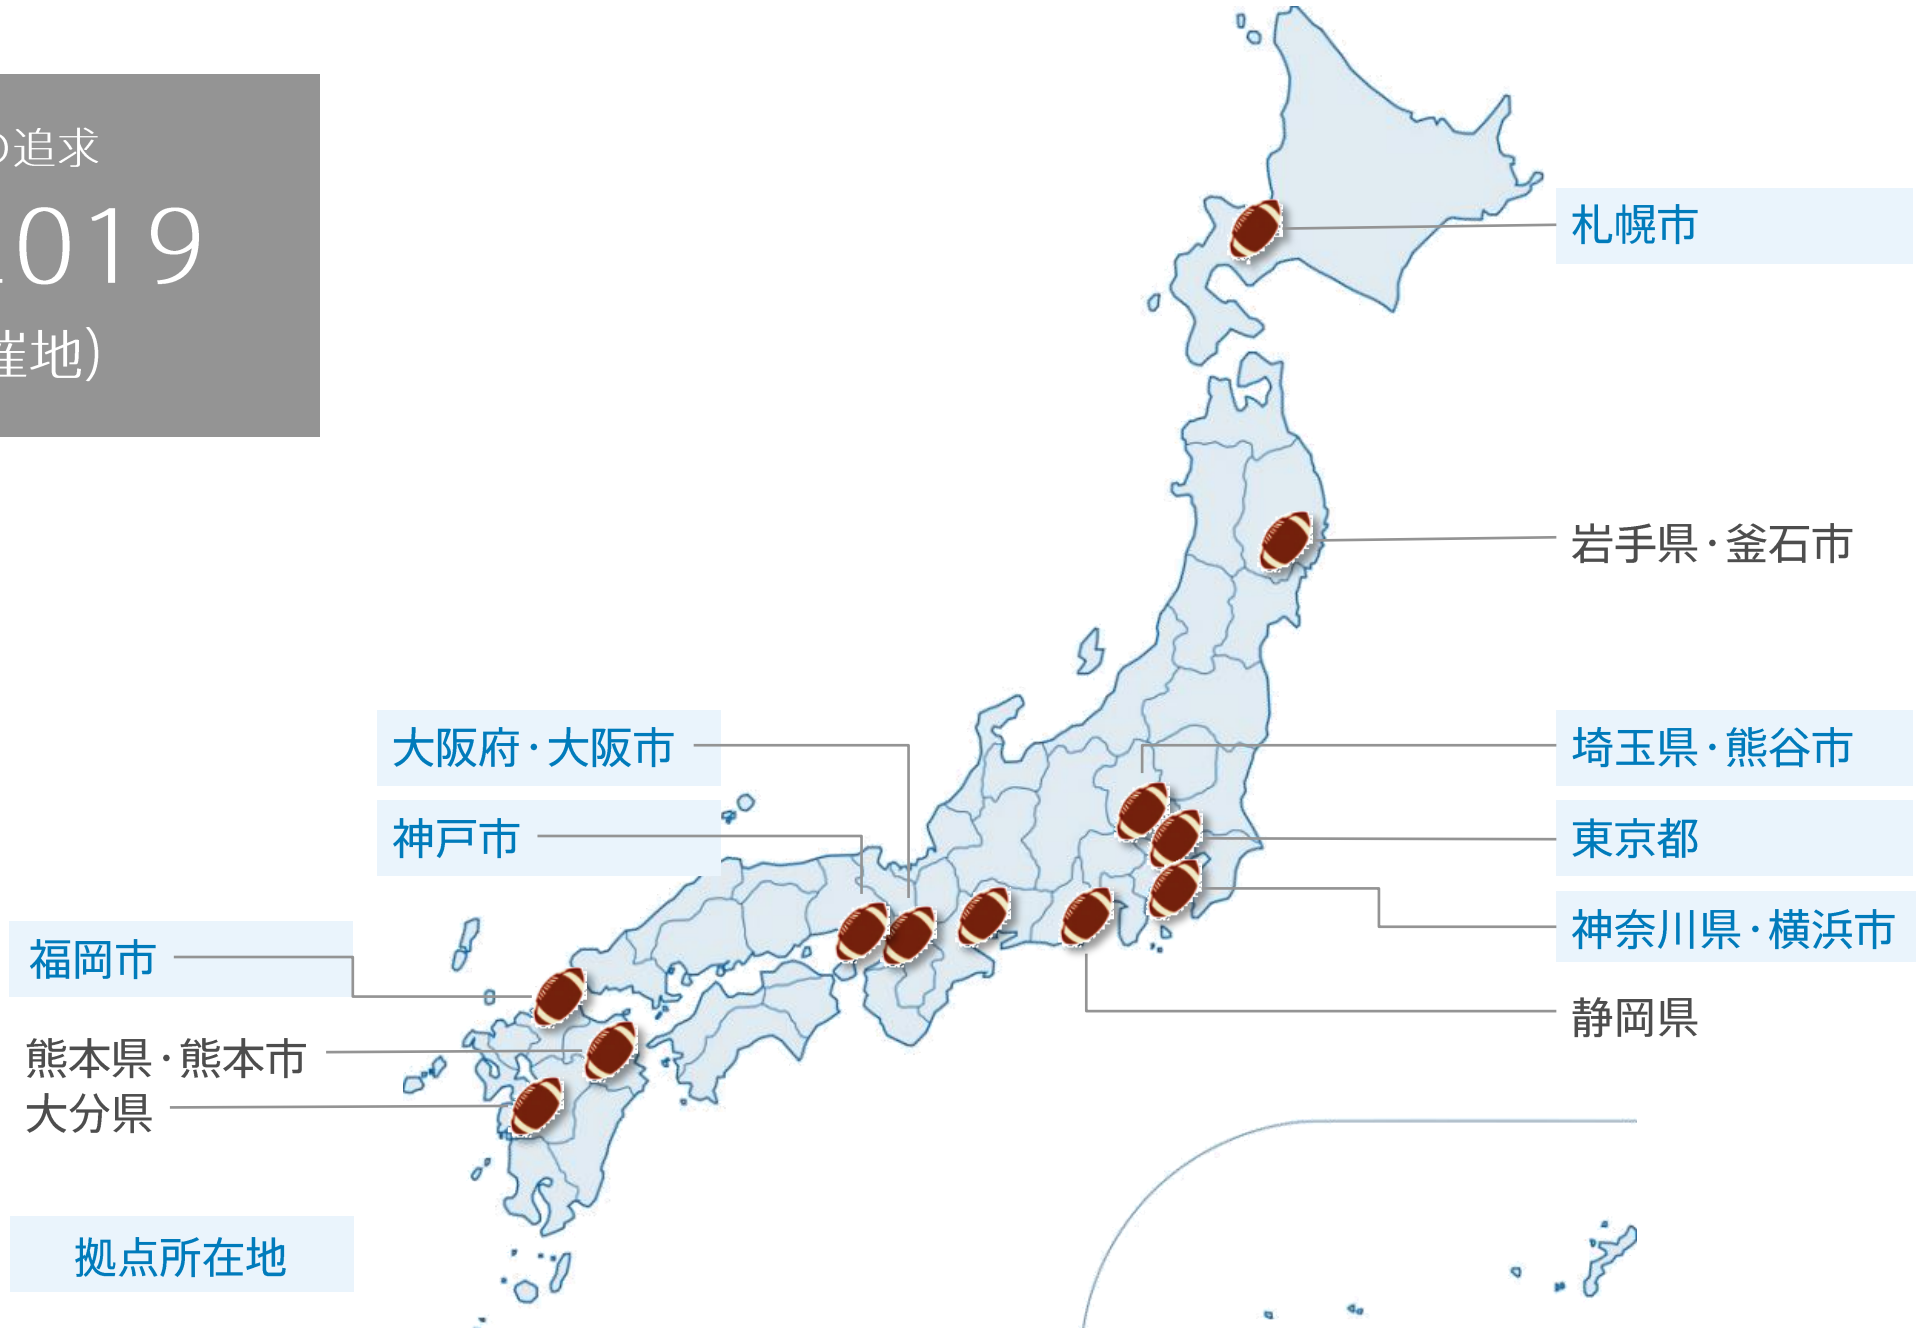 の追求
2019
催地)
札幌市
岩手県・釜石市
大阪府・大阪市
埼玉県・熊谷市
神戸市
東京都
神奈川県・横浜市
福岡市
静岡県
熊本県・熊本市
大分県
拠点所在地